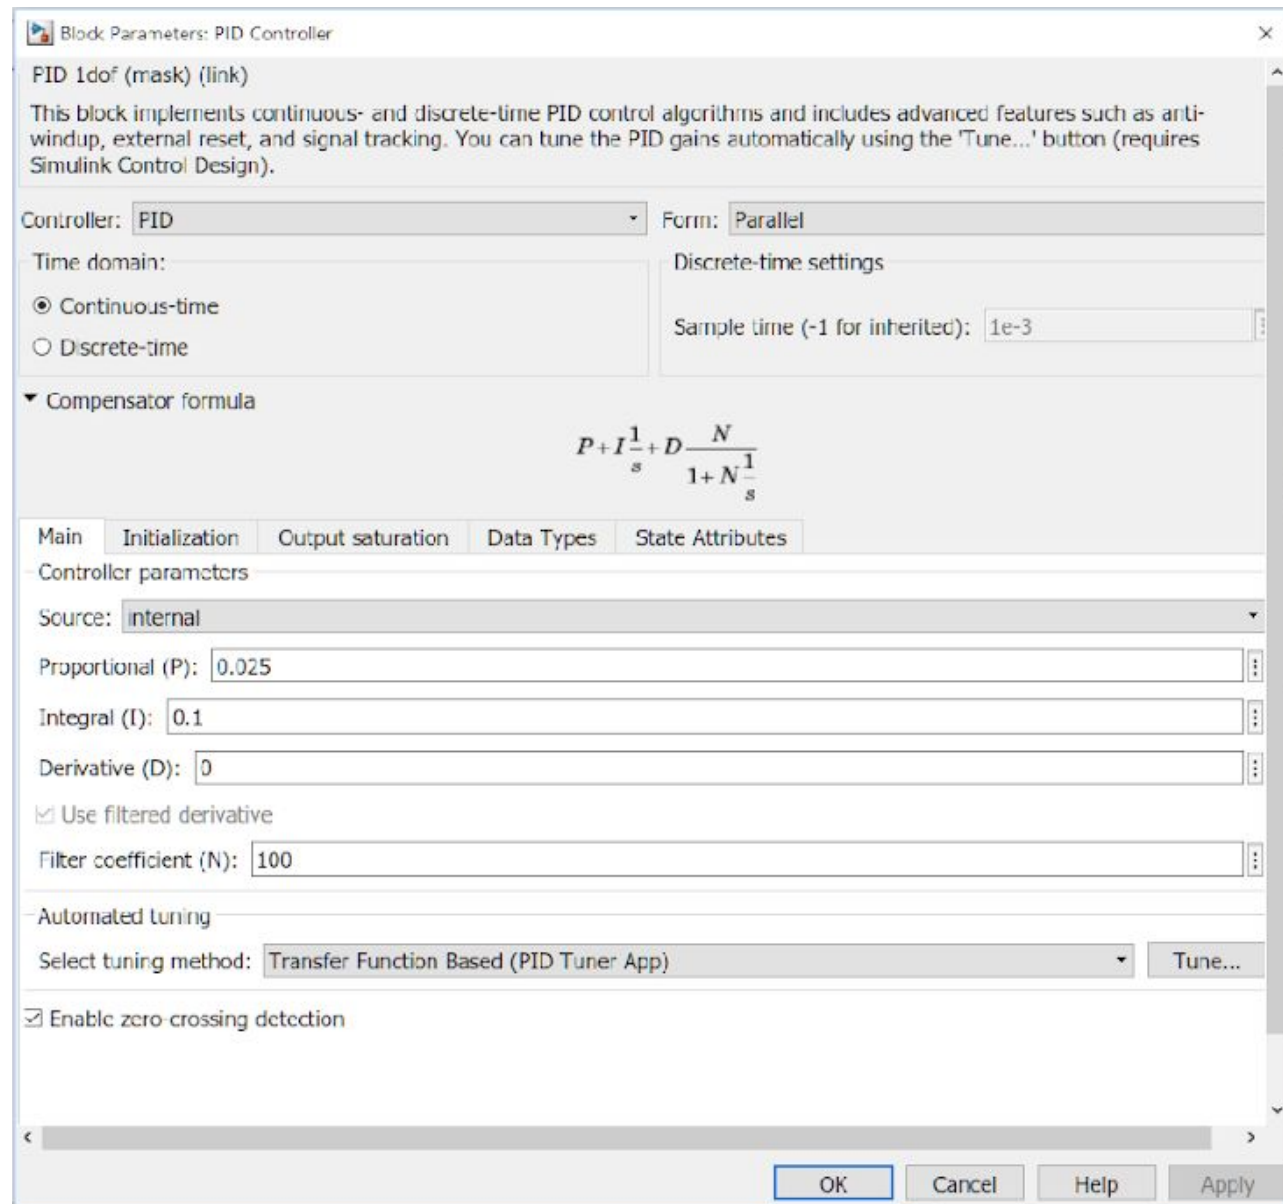 Block Parameters: PID Controller
PID 1dof (mask) (link)
This block implements continuous- and discrete-time PID control algorithms and includes advanced features such as anti-
windup, external reset, and signal tracking. You can tune the PID gains automatically using the 'Tune...' button (requires
Simulink Control Design).
Controller: PID Form: Parallel
Time domain: Discrete-time settings
Continuous-time
Sample time (-1 for inherited): 1e-3
Discrete-time
Compensator formula
P + I 1/s + D N/(1 + N 1/s)
Main Initialization Output saturation Data Types State Attributes
Controller parameters
Source: internal
Proportional (P): 0.025
Integral (I): 0.1
Derivative (D): 0
Use filtered derivative
Filter coefficient (N): 100
Automated tuning
Select tuning method: Transfer Function Based (PID Tuner App) Tune...
Enable zero-crossing detection
OK Cancel Help Apply